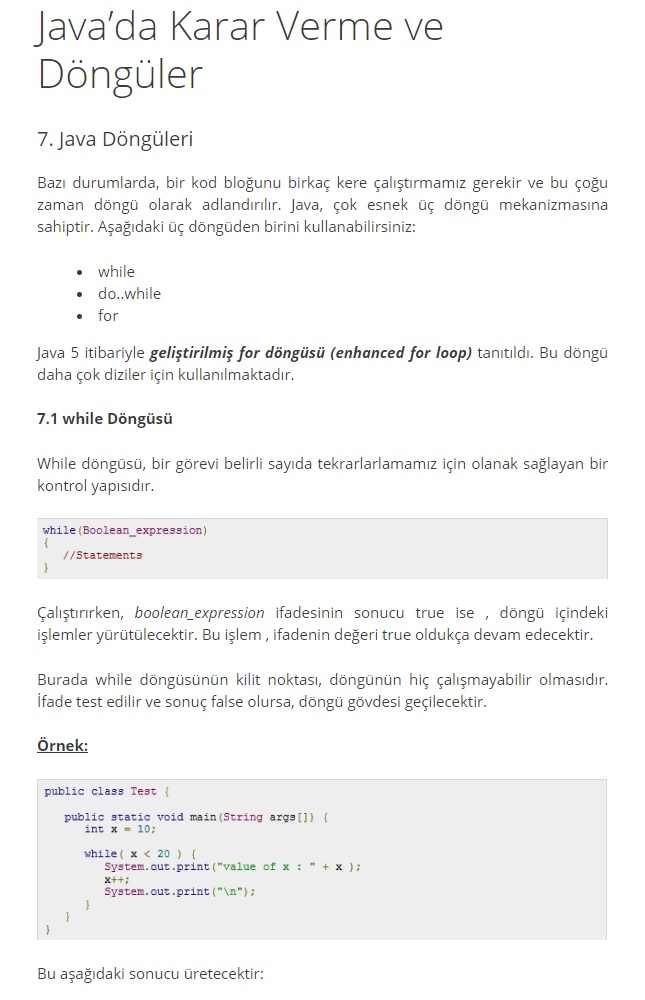 Java’da Karar Verme ve
Döngüler
7. Java Döngüleri
Bazı durumlarda, bir kod bloğunu birkaç kere çalıştırmamız gerekir ve bu çoğu
zaman döngü olarak adlandırılır. Java, çok esnek üç döngü mekanizmasına
sahiptir. Aşağıdaki üç döngüden birini kullanabilirsiniz:
• while
• do..while
• for
Java 5 itibariyle geliştirilmiş for döngüsü (enhanced for loop) tanıtıldı. Bu döngü
daha çok diziler için kullanılmaktadır.
7.1 while Döngüsü
While döngüsü, bir görevi belirli sayıda tekrarlarlamamız için olanak sağlayan bir
kontrol yapısıdır.
while(Boolean_expression)
{
//Statements
}
Çalıştırırken, boolean_expression ifadesinin sonucu true ise , döngü içindeki
işlemler yürütülecektir. Bu işlem , ifadenin değeri true oldukça devam edecektir.
Burada while döngüsünün kilit noktası, döngünün hiç çalışmayabilir olmasıdır.
İfade test edilir ve sonuç false olursa, döngü gövdesi geçilecektir.
Örnek:
public class Test {
public static void main(String args[]) {
int x = 10;
while( x < 20 ) {
System.out.print("value of x : " + x );
x++;
System.out.print("\n");
}
}
}
Bu aşağıdaki sonucu üretecektir: